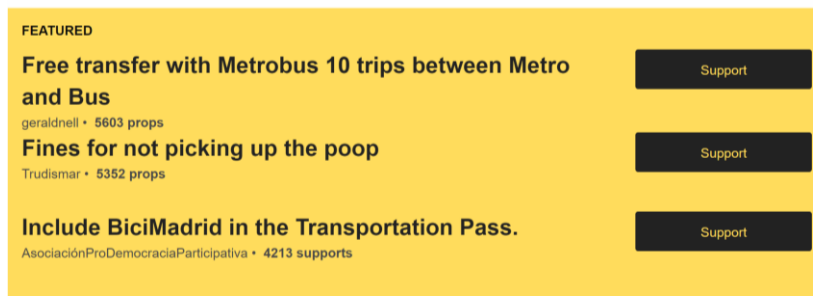 FEATURED
Free transfer with Metrobus 10 trips between Metro
and Bus
Support
geraldnell • 5603 props
Fines for not picking up the poop
Support
Trudismar • 5352 props
Include BiciMadrid in the Transportation Pass.
Support
AsociaciónProDemocraciaParticipativa • 4213 supports